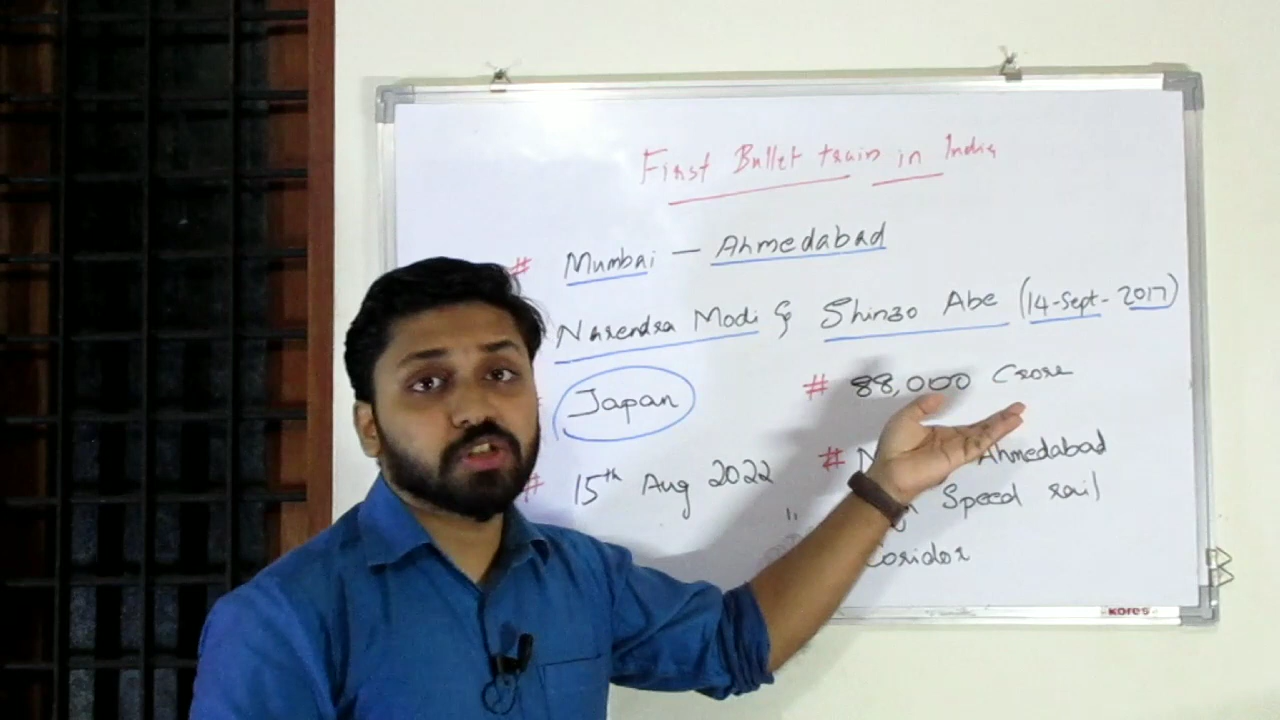 First Bullet train in India
# Mumbai — Ahmedabad
Narendra Modi & Shinzo Abe (14-Sept-2017)
Japan # 88,000 Crore
# 15th Aug 2022 # Ahmedabad
Speed rail
Coridor
KORES